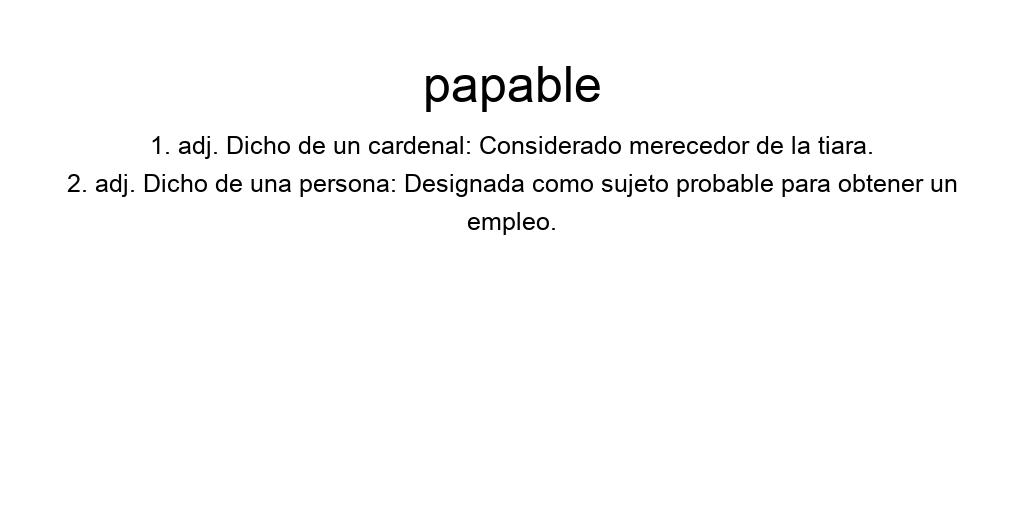 papable
1. adj. Dicho de un cardenal: Considerado merecedor de la tiara.
2. adj. Dicho de una persona: Designada como sujeto probable para obtener un
empleo.